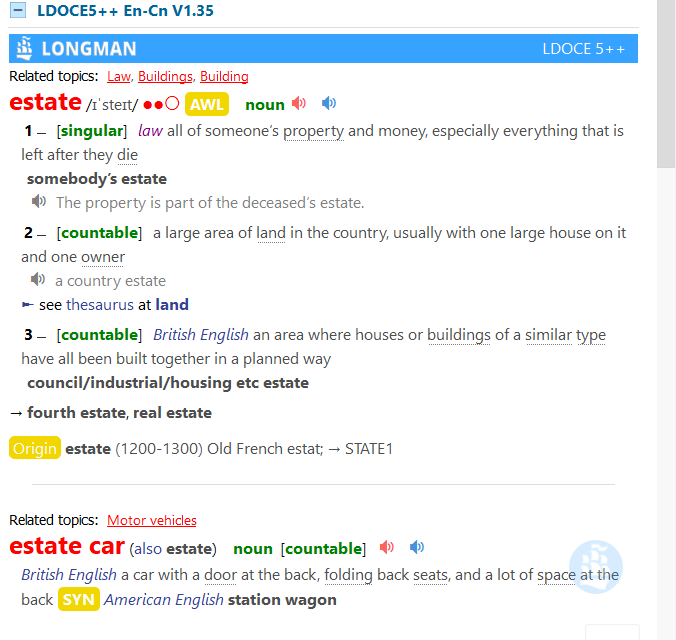 LDOCE5++ En-Cn V1.35
LONGMAN LDOCE 5++
Related topics: Law, Buildings, Building
estate /ɪˈsteɪt/ ●●○ AWL noun
1 – [singular] law all of someone’s property and money, especially everything that is
left after they die
somebody’s estate
The property is part of the deceased’s estate.
2 – [countable] a large area of land in the country, usually with one large house on it
and one owner
a country estate
► see thesaurus at land
3 – [countable] British English an area where houses or buildings of a similar type
have all been built together in a planned way
council/industrial/housing etc estate
→ fourth estate, real estate
Origin estate (1200-1300) Old French estat; → STATE1
Related topics: Motor vehicles
estate car (also estate) noun [countable]
British English a car with a door at the back, folding back seats, and a lot of space at the
back SYN American English station wagon